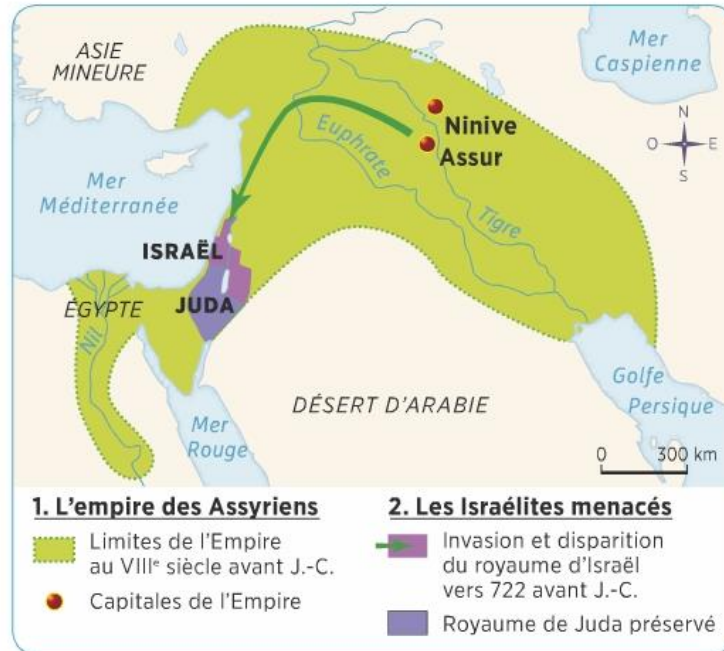 ASIE
MINEURE
Mer
Caspienne
Ninive
Assur
N
O
E
S
Euphrate
Tigre
Mer
Méditerranée
ISRAËL
JUDA
ÉGYPTE
Nil
Mer
Rouge
DÉSERT D'ARABIE
Golfe
Persique
0 300 km
1. L'empire des Assyriens
Limites de l'Empire
au VIIIe siècle avant J.-C.
Capitales de l'Empire
2. Les Israélites menacés
Invasion et disparition
du royaume d'Israël
vers 722 avant J.-C.
Royaume de Juda préservé